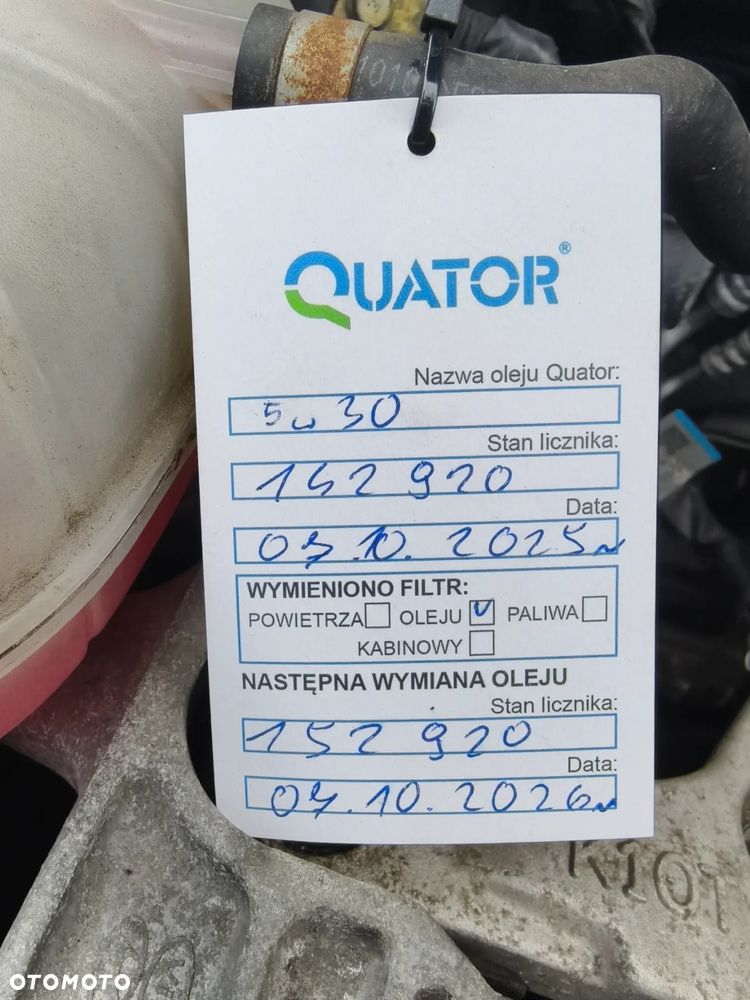 QUATOR®
Nazwa oleju Quator:
5w30
Stan licznika:
142 920
Data:
03.10.2025r
WYMIENIONO FILTR:
POWIETRZA OLEJU PALIWA
KABINOWY
NASTĘPNA WYMIANA OLEJU
Stan licznika:
152 920
Data:
03.10.2026r
OTOMOTO